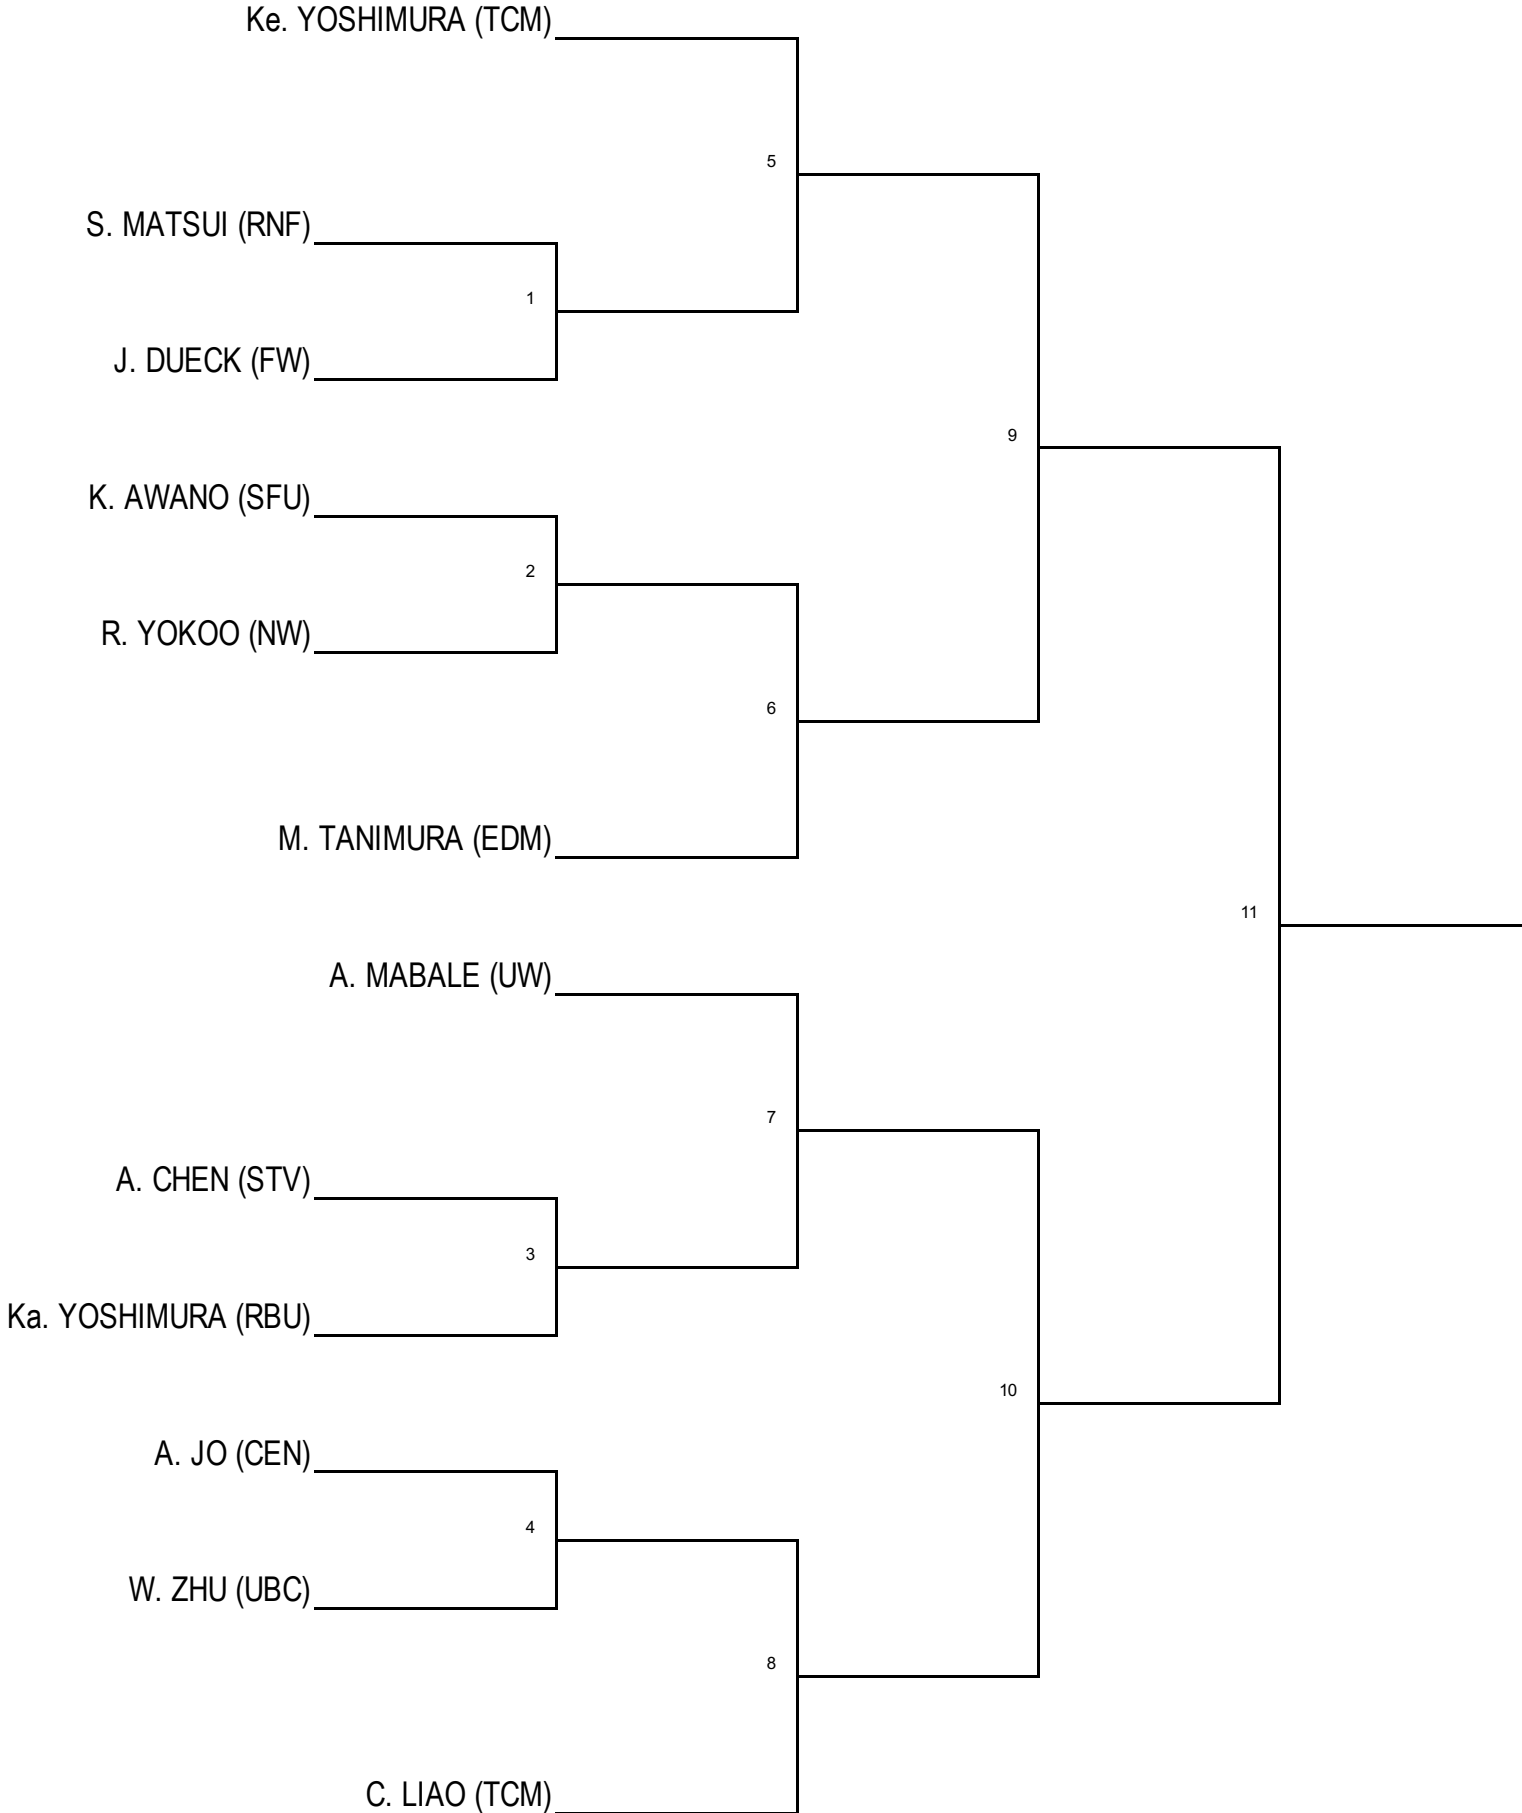 Ke. YOSHIMURA (TCM)
5
S. MATSUI (RNF)
1
J. DUECK (FW)
9
K. AWANO (SFU)
2
R. YOKOO (NW)
6
M. TANIMURA (EDM)
11
A. MABALE (UW)
7
A. CHEN (STV)
3
Ka. YOSHIMURA (RBU)
10
A. JO (CEN)
4
W. ZHU (UBC)
8
C. LIAO (TCM)